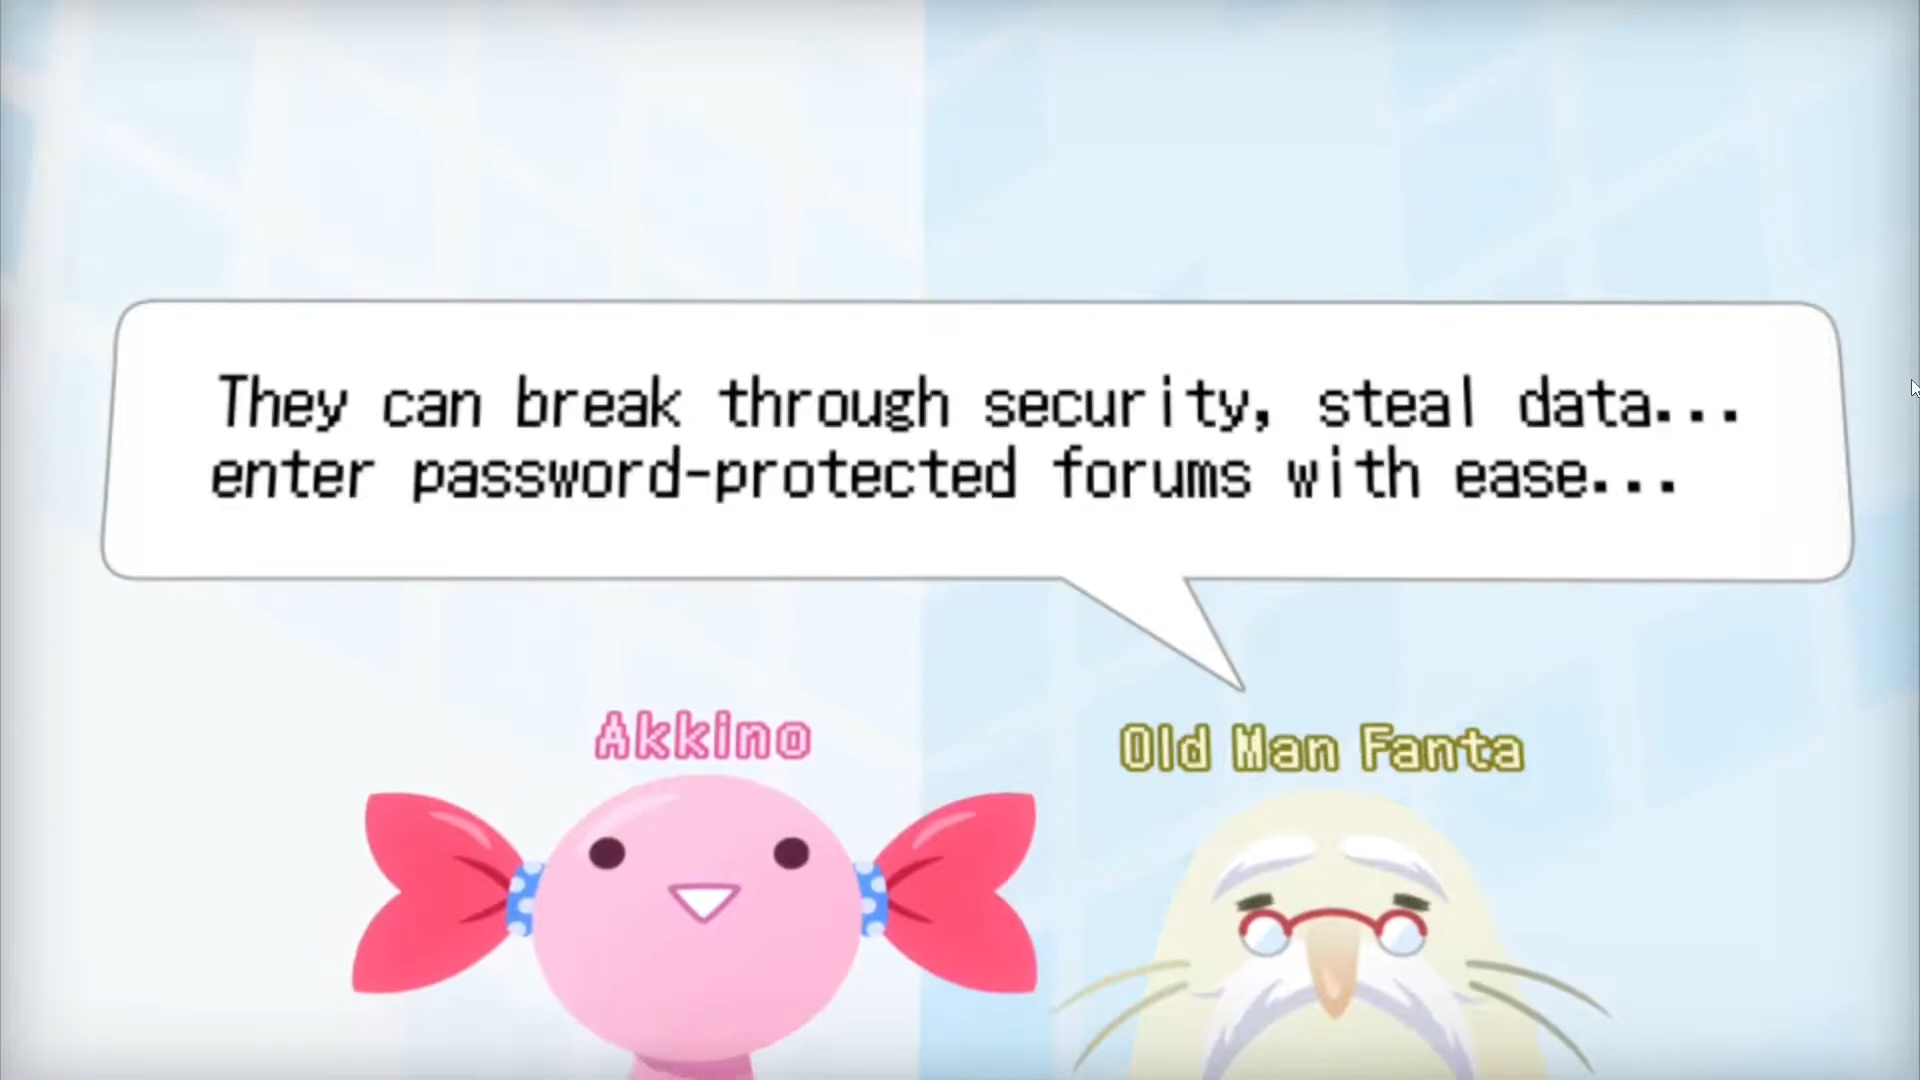 They can break through security, steal data...
enter password-protected forums with ease...
Akkino
Old Man Fanta